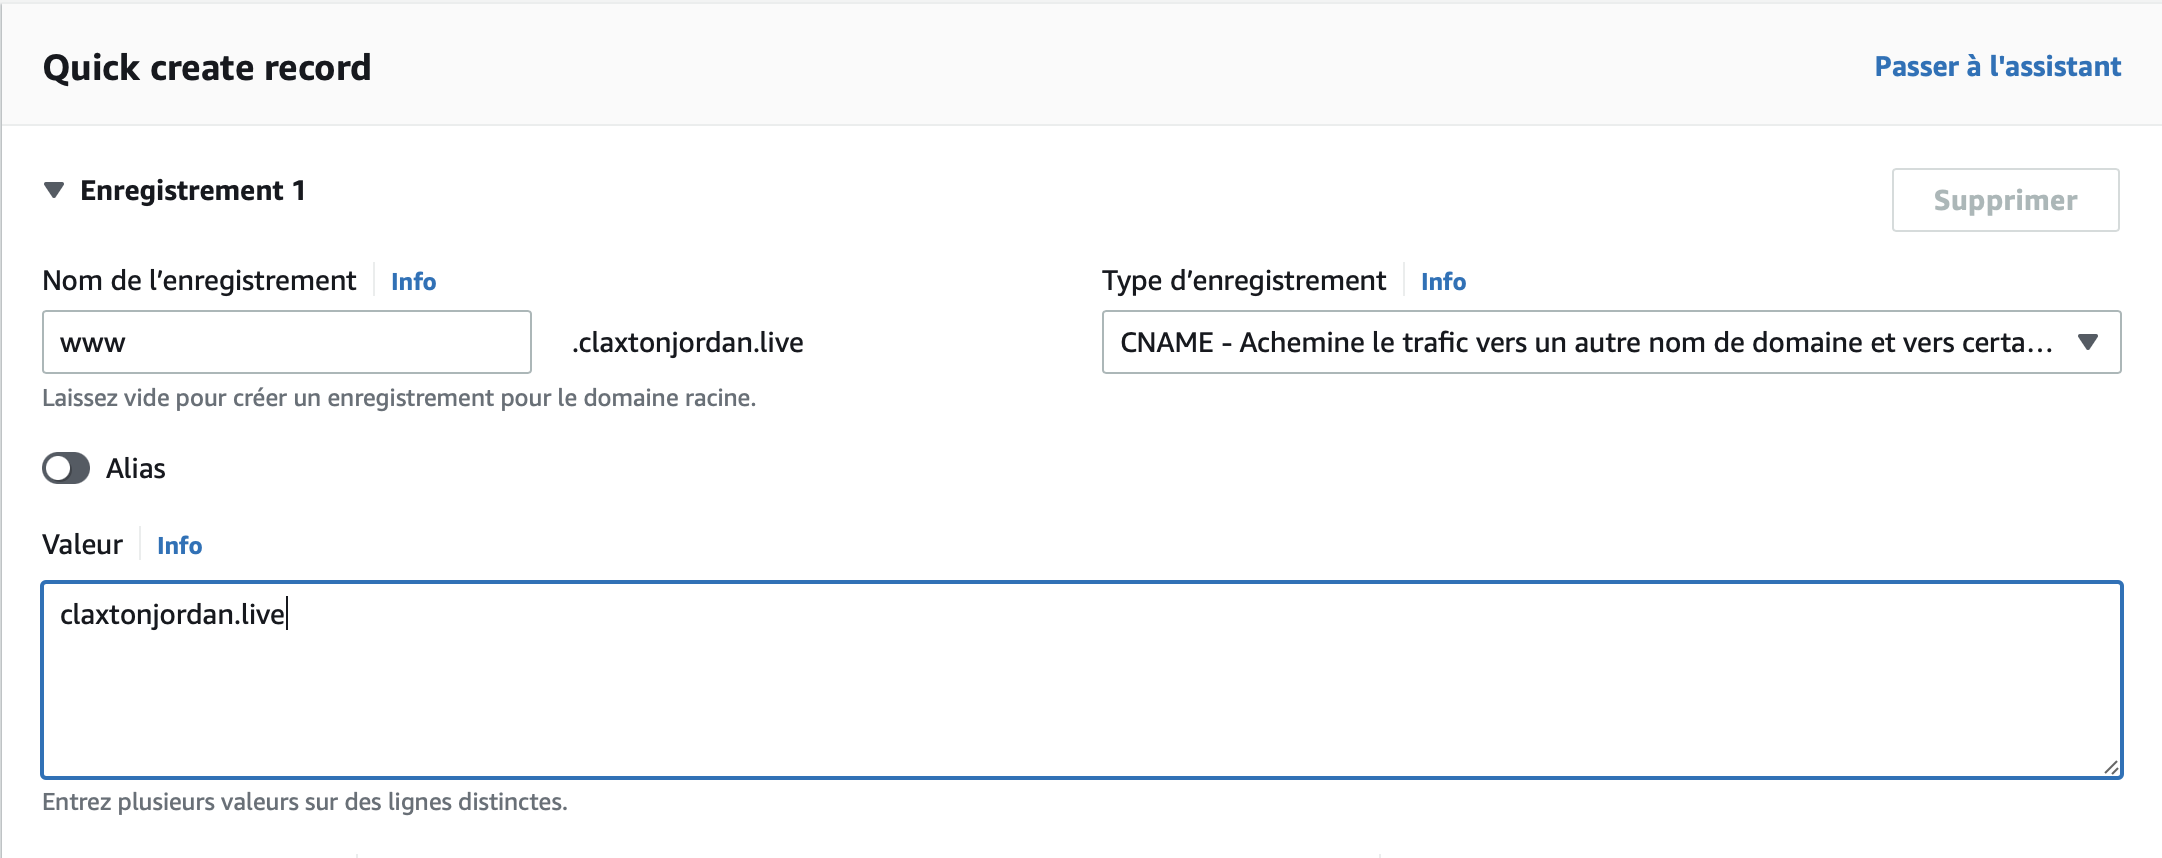 Quick create record
Passer à l'assistant
Enregistrement 1
Supprimer
Nom de l’enregistrement Info
Type d’enregistrement Info
www .claxtonjordan.live
CNAME - Achemine le trafic vers un autre nom de domaine et vers certa...
Laissez vide pour créer un enregistrement pour le domaine racine.
Alias
Valeur Info
claxtonjordan.live
Entrez plusieurs valeurs sur des lignes distinctes.